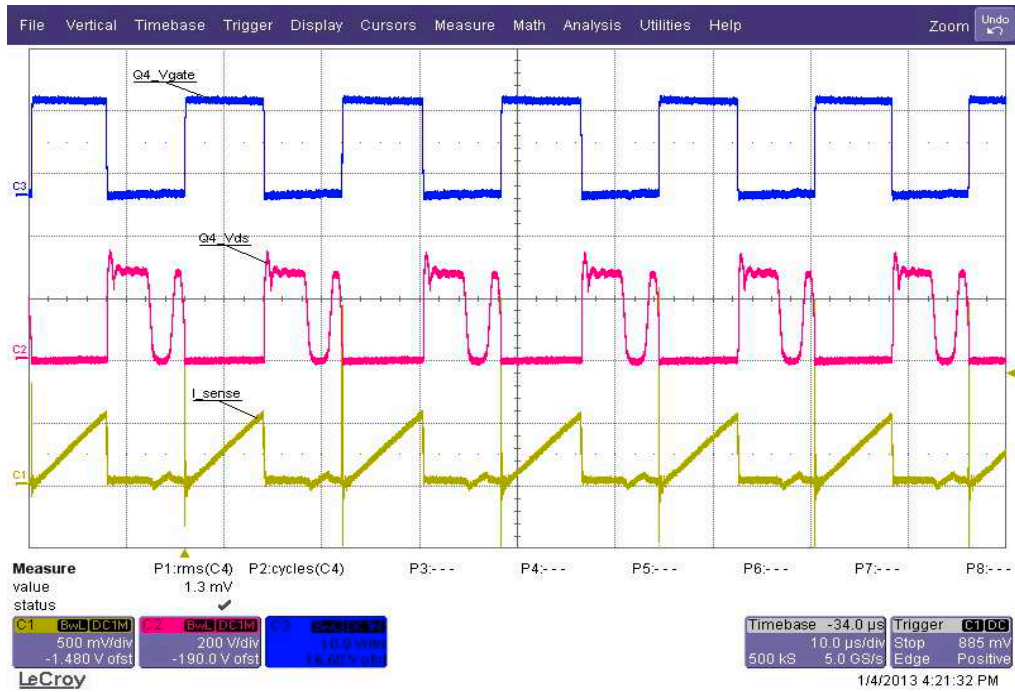 File Vertical Timebase Trigger Display Cursors Measure Math Analysis Utilities Help Zoom Undo
Q4_Vgate
C3
Q4_Vds
C2
I_sense
C1
Measure P1:rms(C4) P2:cycles(C4) P3:- - - P4:- - - P5:- - - P6:- - - P7:- - - P8:- - -
value 1.3 mV
status
C1 BwL DC1M C2 BwL DC1M C3 Timebase -34.0 µs Trigger C1 DC
500 mV/div 200 V/div 10.0 V/div 10.0 µs/div Stop 885 mV
-1.480 V ofst -190.0 V ofst 500 kS 5.0 GS/s Edge Positive
LeCroy 1/4/2013 4:21:32 PM